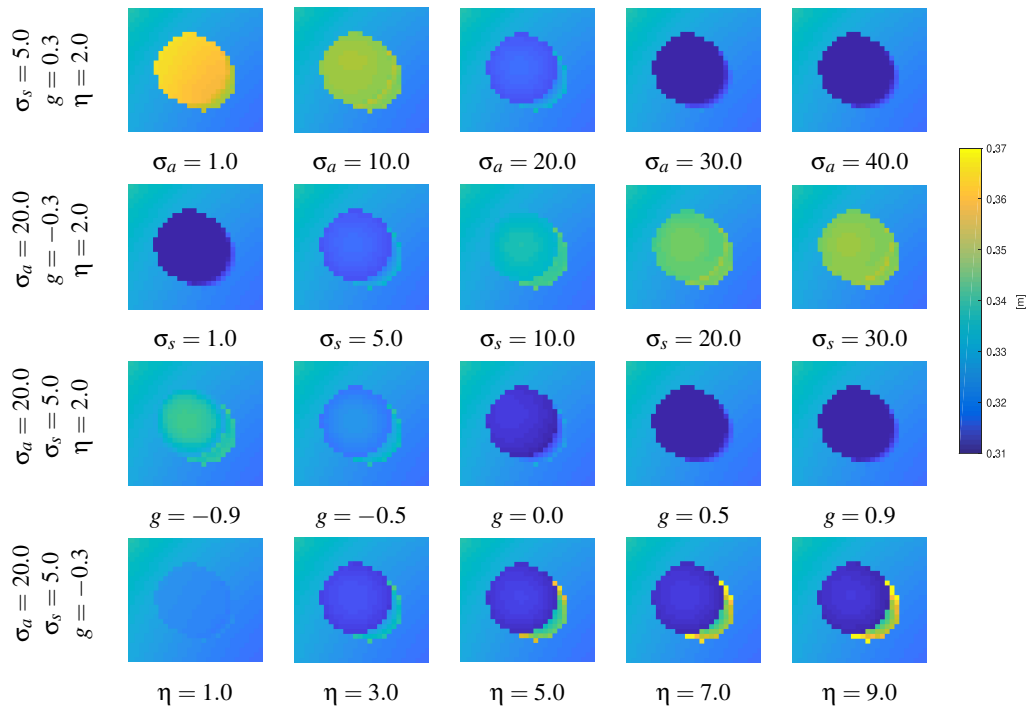 σs = 5.0
g = 0.3
η = 2.0
σa = 1.0
σa = 10.0
σa = 20.0
σa = 30.0
σa = 40.0
σa = 20.0
g = −0.3
η = 2.0
σs = 1.0
σs = 5.0
σs = 10.0
σs = 20.0
σs = 30.0
σa = 20.0
σs = 5.0
η = 2.0
g = −0.9
g = −0.5
g = 0.0
g = 0.5
g = 0.9
σa = 20.0
σs = 5.0
g = −0.3
η = 1.0
η = 3.0
η = 5.0
η = 7.0
η = 9.0
0.37
0.36
0.35
0.34
0.33
0.32
0.31
[m]